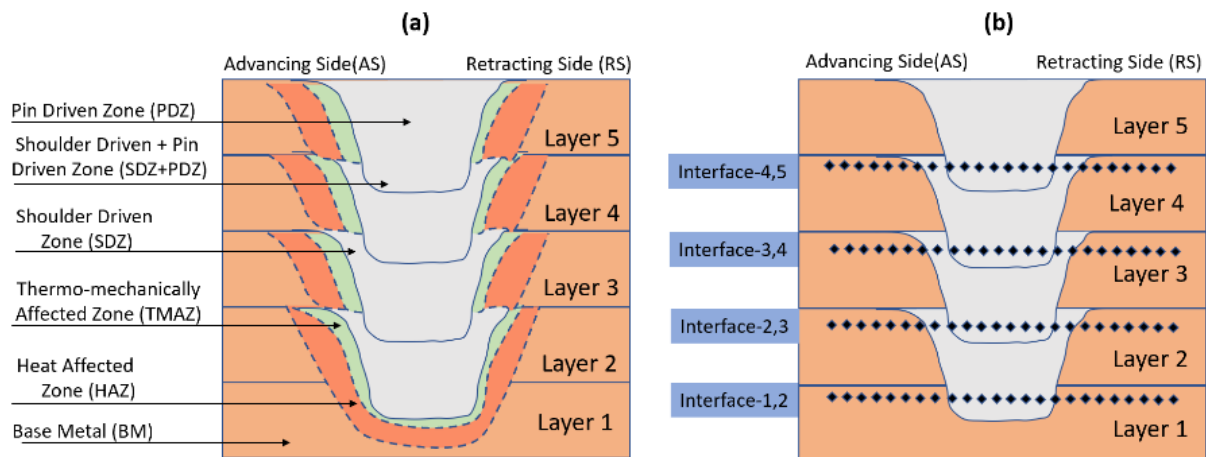 (a)
Advancing Side(AS)
Retracting Side (RS)
Pin Driven Zone (PDZ)
Shoulder Driven + Pin
Driven Zone (SDZ+PDZ)
Shoulder Driven
Zone (SDZ)
Thermo-mechanically
Affected Zone (TMAZ)
Heat Affected
Zone (HAZ)
Base Metal (BM)
Layer 5
Layer 4
Layer 3
Layer 2
Layer 1
(b)
Advancing Side(AS)
Retracting Side (RS)
Interface-4,5
Interface-3,4
Interface-2,3
Interface-1,2
Layer 5
Layer 4
Layer 3
Layer 2
Layer 1